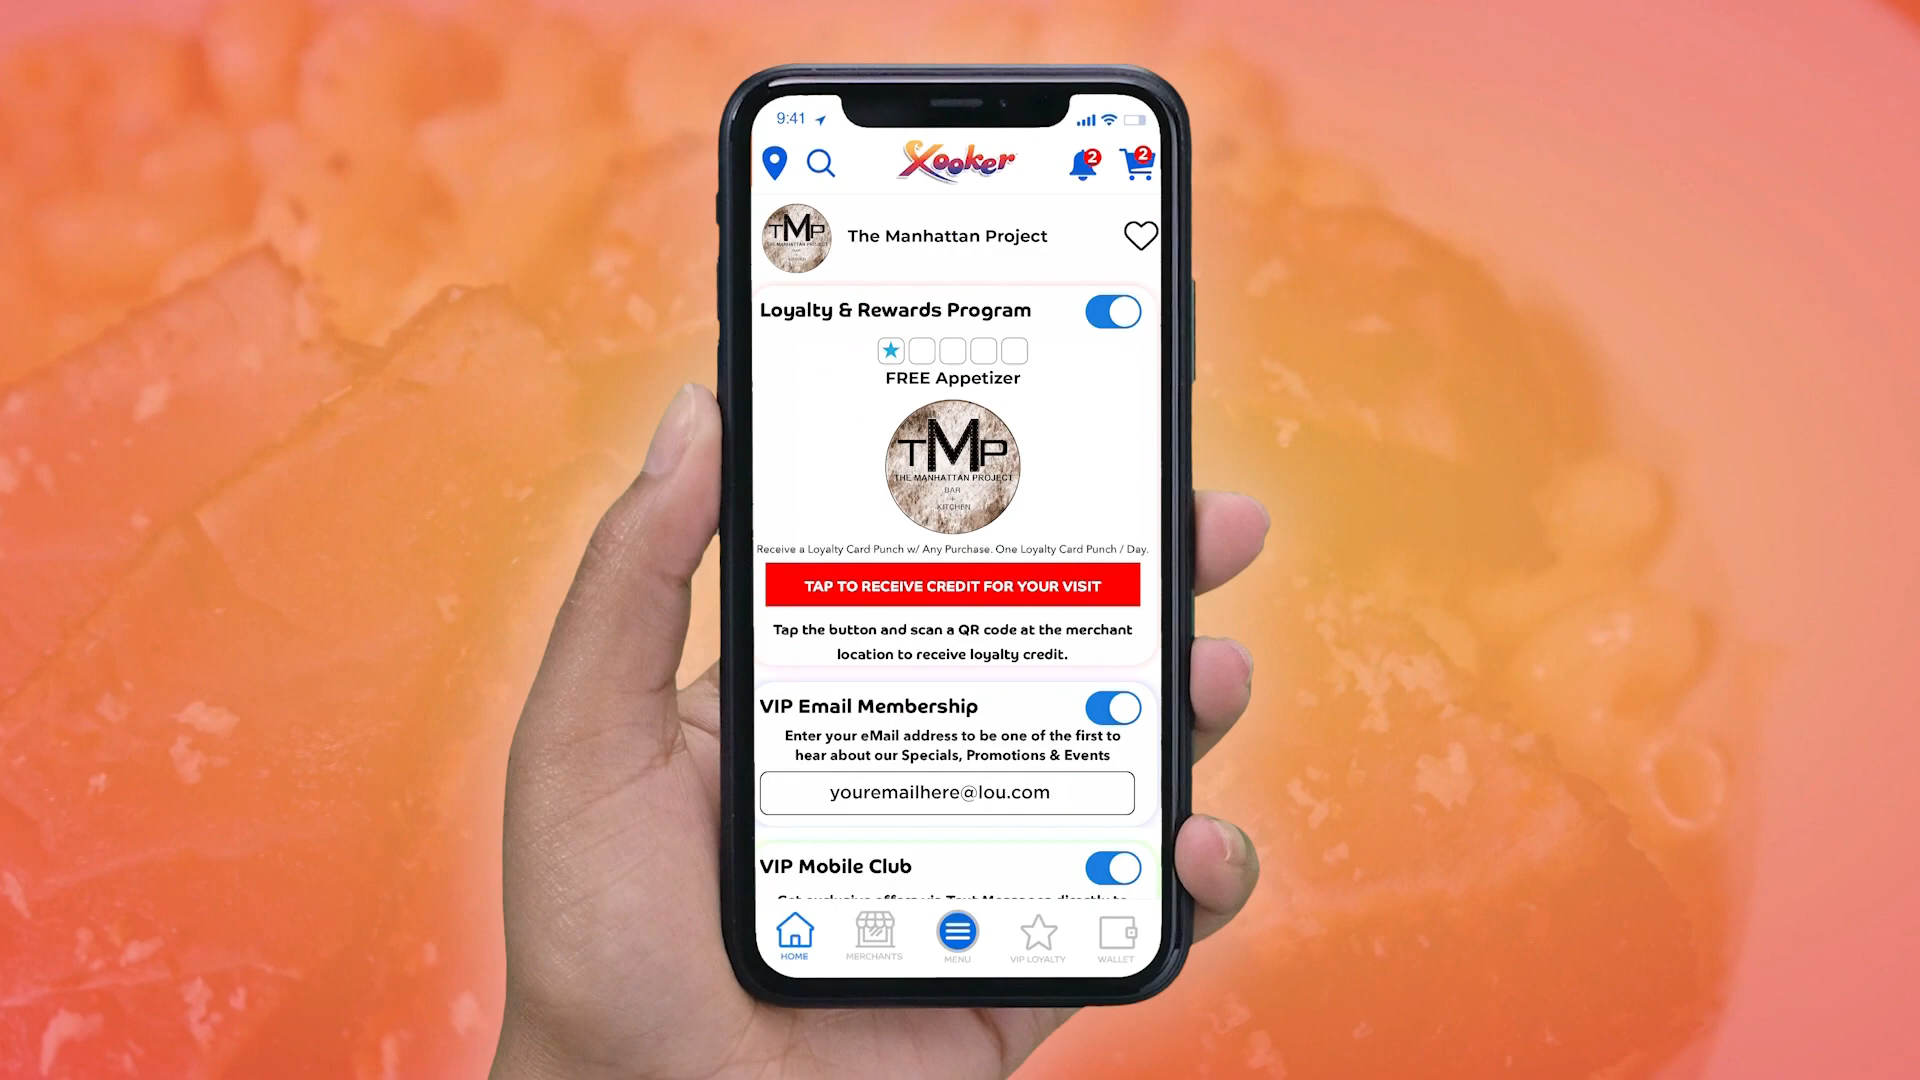 9:41
Xooker
2
2
TMP
THE MANHATTAN PROJECT
BAR
The Manhattan Project
Loyalty & Rewards Program
FREE Appetizer
TMP
THE MANHATTAN PROJECT
BAR
+
KITCHEN
Receive a Loyalty Card Punch w/ Any Purchase. One Loyalty Card Punch / Day.
TAP TO RECEIVE CREDIT FOR YOUR VISIT
Tap the button and scan a QR code at the merchant
location to receive loyalty credit.
VIP Email Membership
Enter your eMail address to be one of the first to
hear about our Specials, Promotions & Events
youremailhere@lou.com
VIP Mobile Club
HOME
MERCHANTS
MENU
VIP LOYALTY
WALLET